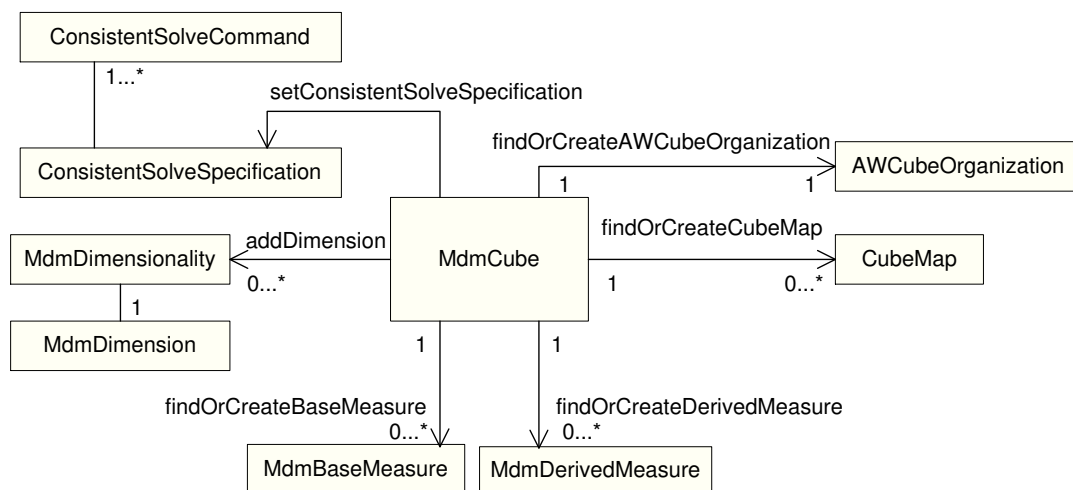 ConsistentSolveCommand
1...*
setConsistentSolveSpecification
findOrCreateAWCubeOrganization
ConsistentSolveSpecification
AWCubeOrganization
1
1
addDimension
findOrCreateCubeMap
MdmDimensionality
MdmCube
CubeMap
0...*
1
0...*
1
MdmDimension
1
1
findOrCreateBaseMeasure
findOrCreateDerivedMeasure
0...*
0...*
MdmBaseMeasure
MdmDerivedMeasure